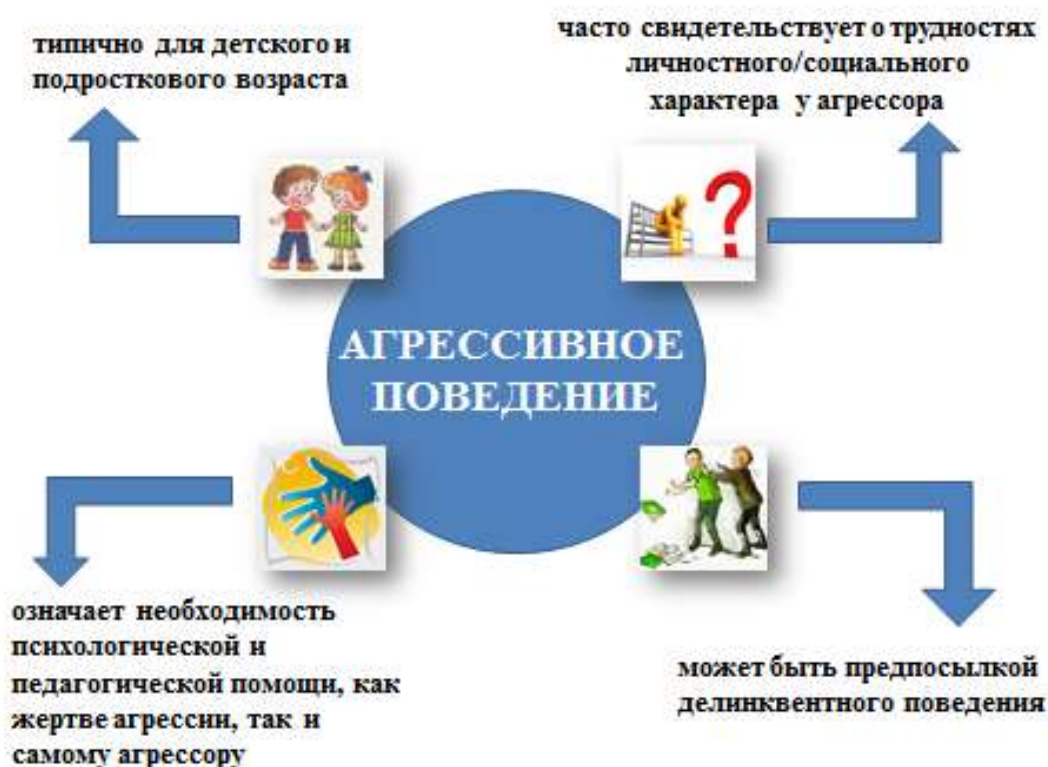 типично для детского и
подросткового возраста
часто свидетельствует о трудностях
личностного/социального
характера у агрессора
АГРЕССИВНОЕ
ПОВЕДЕНИЕ
означает необходимость
психологической и
педагогической помощи, как
жертве агрессии, так и
самому агрессору
может быть предпосылкой
делинквентного поведения